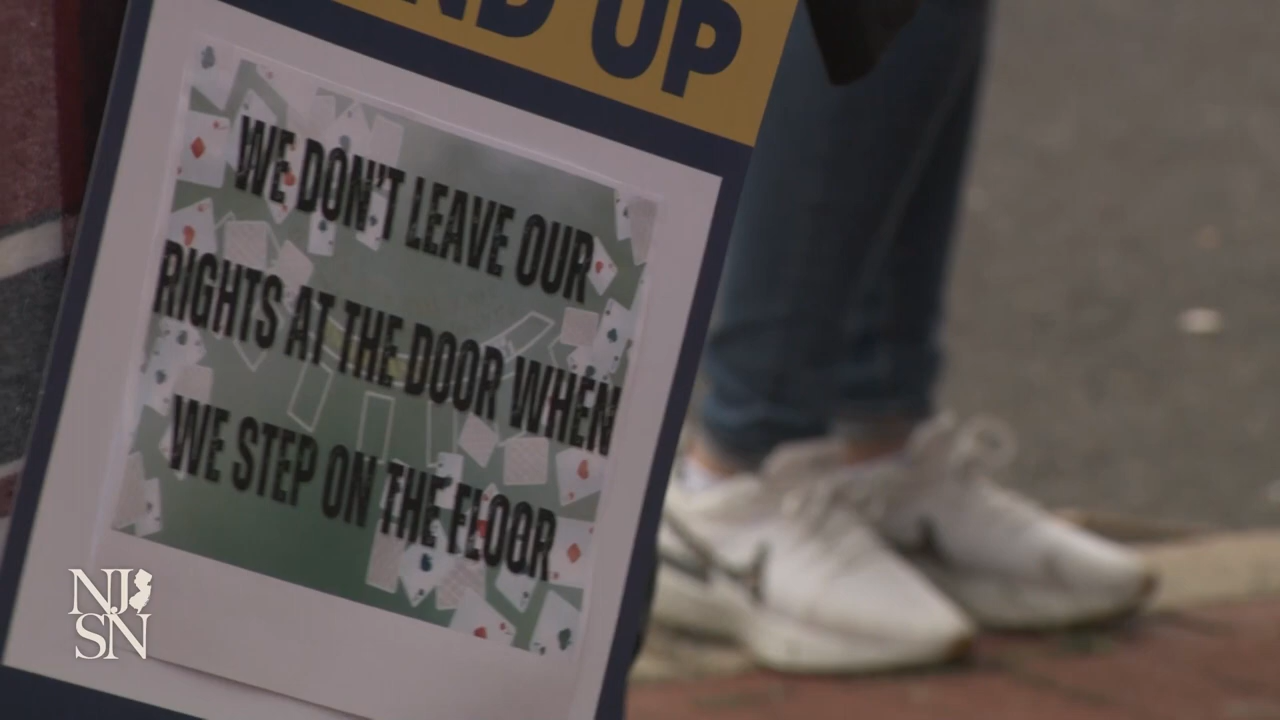 UP
WE DON'T LEAVE OUR
RIGHTS AT THE DOOR WHEN
WE STEP ON THE FLOOR
NJ
SN